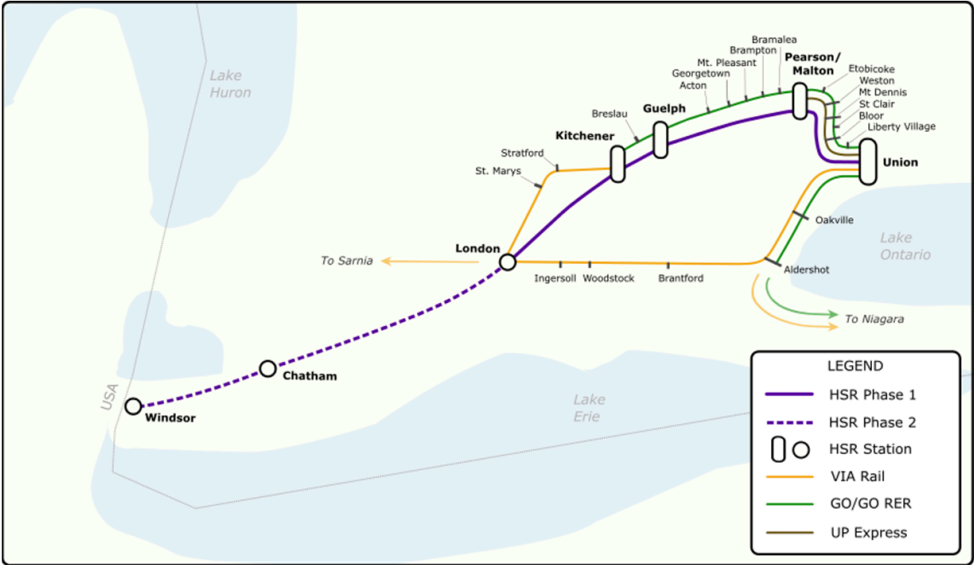 Lake
Huron
Bramalea
Brampton
Mt. Pleasant
Georgetown
Acton
Pearson/
Malton
Etobicoke
Weston
Mt Dennis
St Clair
Bloor
Liberty Village
Union
Guelph
Breslau
Kitchener
Stratford
St. Marys
London
To Sarnia
Ingersoll
Woodstock
Brantford
Oakville
Aldershot
Lake
Ontario
To Niagara
Chatham
Windsor
USA
Lake
Erie
LEGEND
HSR Phase 1
HSR Phase 2
HSR Station
VIA Rail
GO/GO RER
UP Express